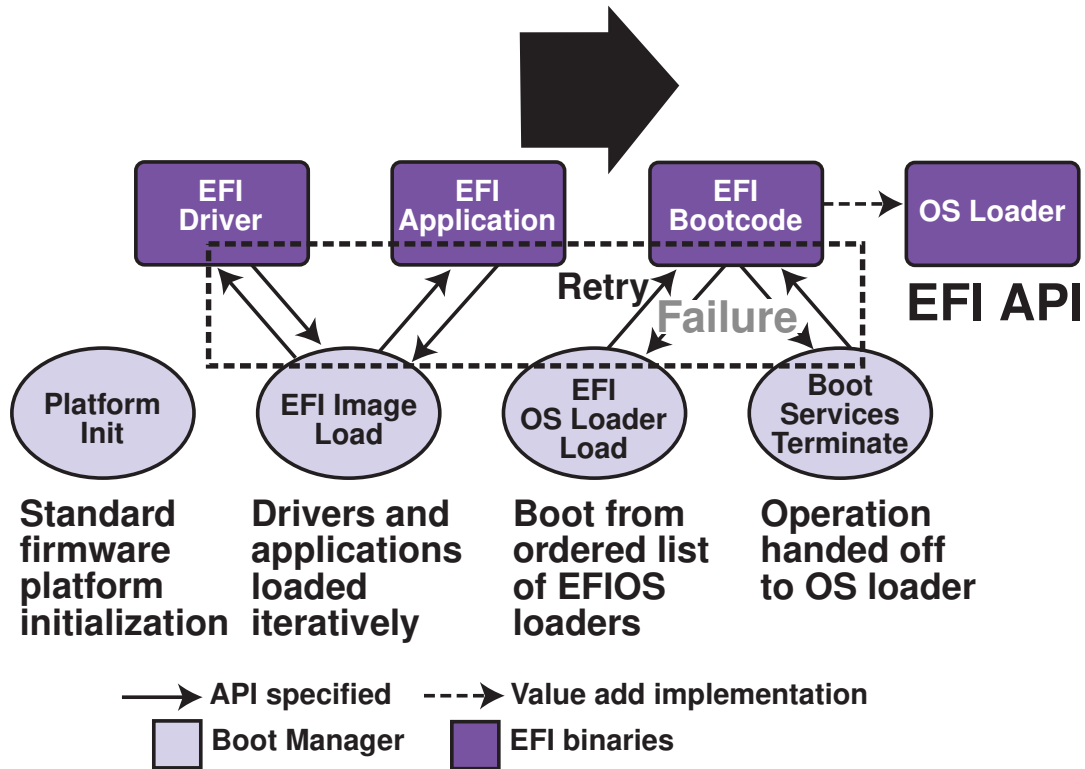 EFI
Driver
EFI
Application
EFI
Bootcode
OS Loader
Retry
Failure
EFI API
Platform
Init
EFI Image
Load
EFI
OS Loader
Load
Boot
Services
Terminate
Standard
firmware
platform
initialization
Drivers and
applications
loaded
iteratively
Boot from
ordered list
of EFIOS
loaders
Operation
handed off
to OS loader
API specified
Value add implementation
Boot Manager
EFI binaries